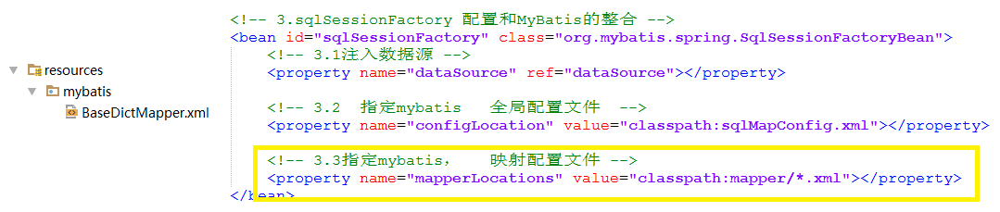 resources
mybatis
BaseDictMapper.xml
<!-- 3.sqlSessionFactory 配置和MyBatis的整合 -->
<bean id="sqlSessionFactory" class="org.mybatis.spring.SqlSessionFactoryBean">
<!-- 3.1注入数据源 -->
<property name="dataSource" ref="dataSource"></property>
<!-- 3.2 指定mybatis 全局配置文件 -->
<property name="configLocation" value="classpath:sqlMapConfig.xml"></property>
<!-- 3.3指定mybatis, 映射配置文件 -->
<property name="mapperLocations" value="classpath:mapper/*.xml"></property>
</bean>